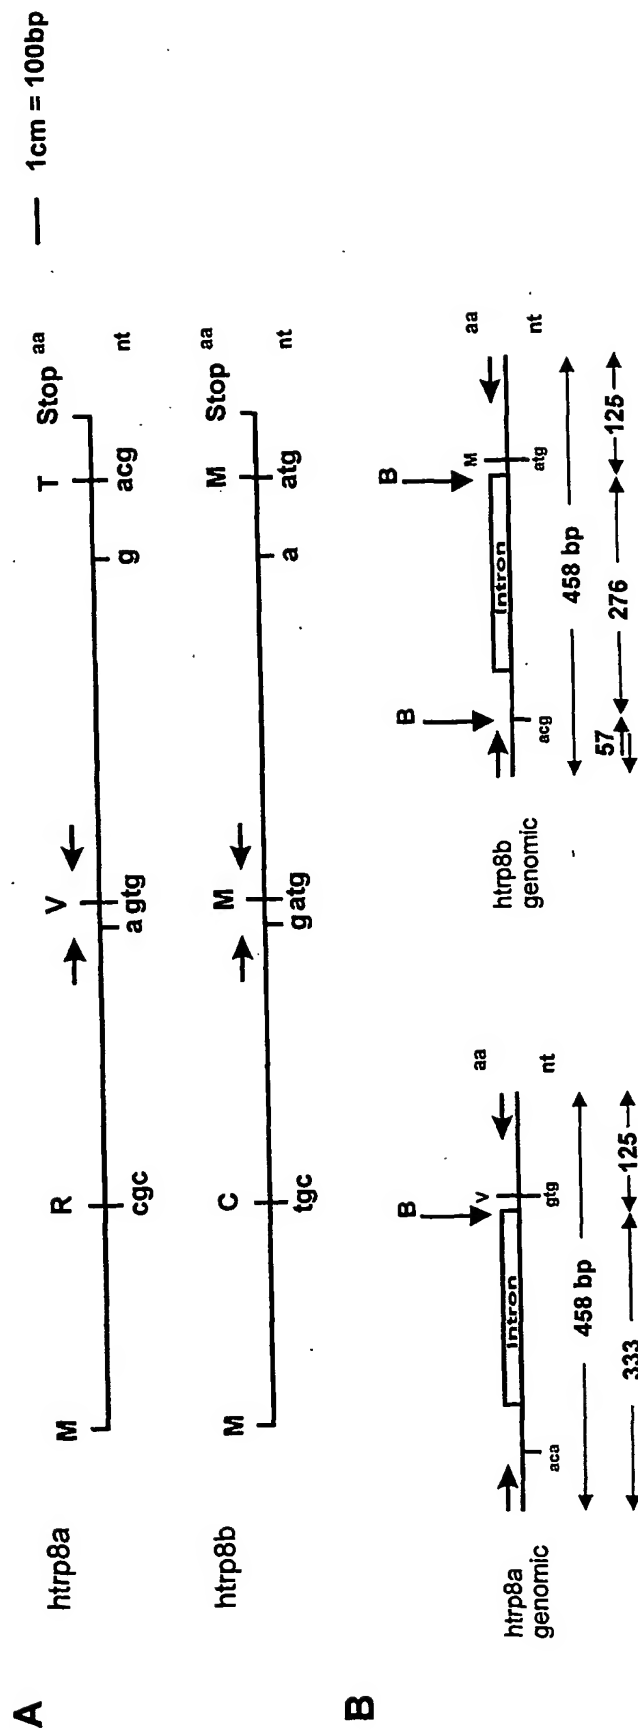 A
1cm = 100bp
M R V T Stop aa
htrp8a
cgc a gtg g acg nt
M C M M Stop aa
htrp8b
tgc g atg a atg nt
B
B
V aa
Intron
htrp8a
genomic
aca gtg nt
458 bp
333 125
B B
M aa
Intron
htrp8b
genomic
acg atg nt
458 bp
57 276 125